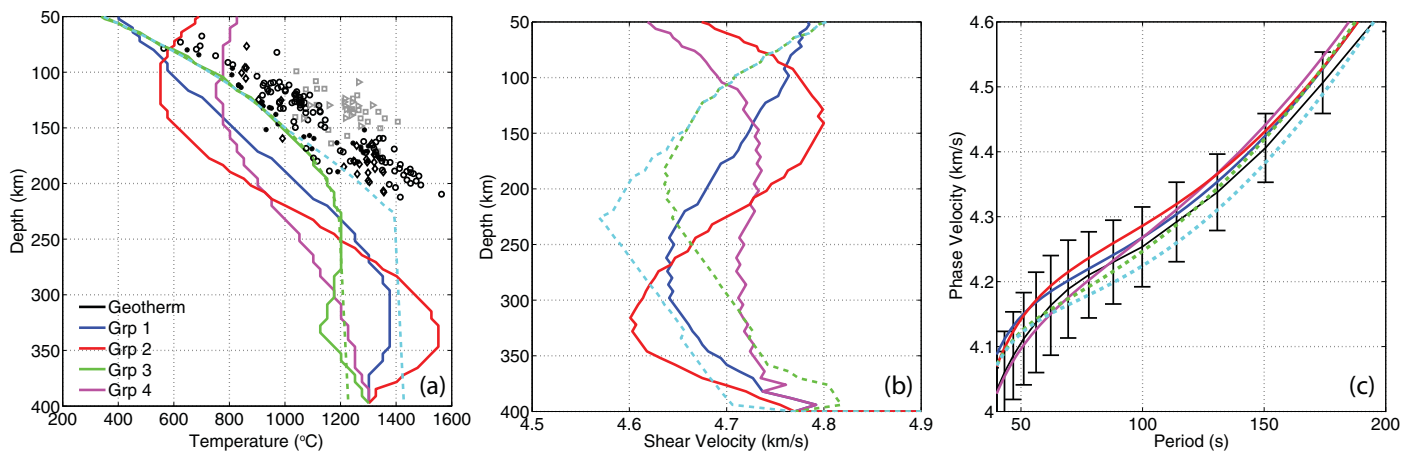 50
100
150
200
250
300
350
400
Depth (km)
200
400
600
800
1000
1200
1400
1600
Temperature (°C)
Geotherm
Grp 1
Grp 2
Grp 3
Grp 4
(a)
50
100
150
200
250
300
350
400
Depth (km)
4.5
4.6
4.7
4.8
4.9
Shear Velocity (km/s)
(b)
4.6
4.5
4.4
4.3
4.2
4.1
4
Phase Velocity (km/s)
50
100
150
200
Period (s)
(c)